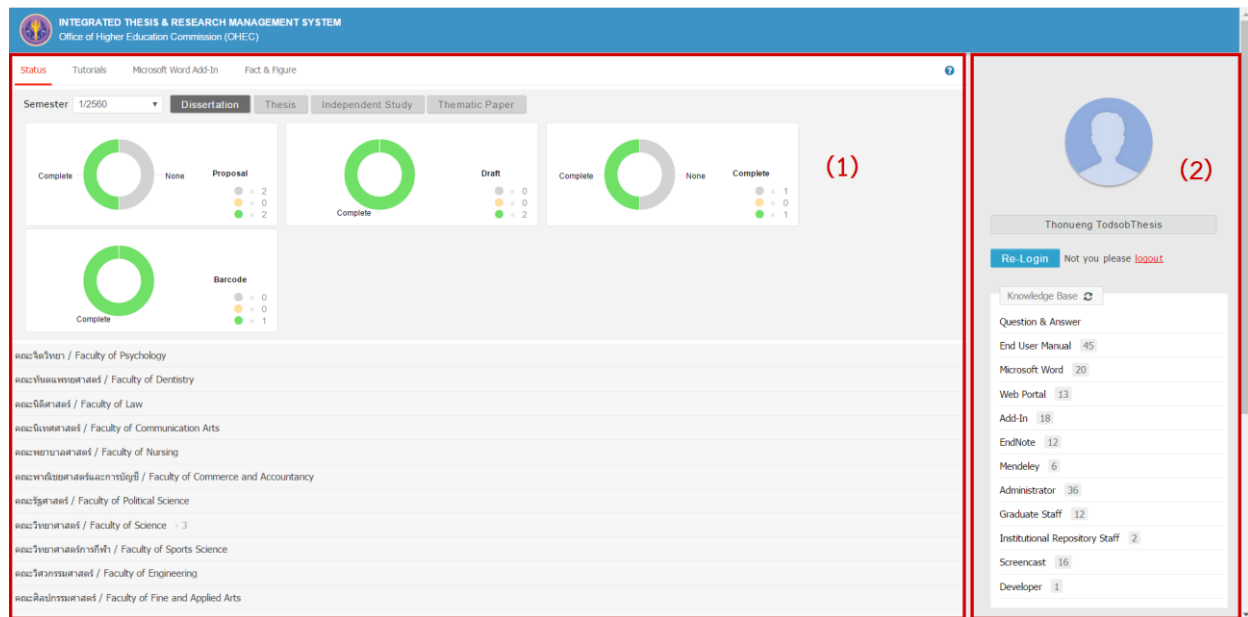 INTEGRATED THESIS & RESEARCH MANAGEMENT SYSTEM
Office of Higher Education Commission (OHEC)
Status Tutorials Microsoft Word Add-In Fact & Figure
Semester 1/2560 Dissertation Thesis Independent Study Thematic Paper
Complete None Proposal
2
0
2
Complete Draft
0
0
2
Complete None Complete
1
0
1
(1)
Complete Barcode
0
0
1
คณะจิตวิทยา / Faculty of Psychology
คณะทันตแพทยศาสตร์ / Faculty of Dentistry
คณะนิติศาสตร์ / Faculty of Law
คณะนิเทศศาสตร์ / Faculty of Communication Arts
คณะพยาบาลศาสตร์ / Faculty of Nursing
คณะพาณิชยศาสตร์และการบัญชี / Faculty of Commerce and Accountancy
คณะรัฐศาสตร์ / Faculty of Political Science
คณะวิทยาศาสตร์ / Faculty of Science 3
คณะวิทยาศาสตร์การกีฬา / Faculty of Sports Science
คณะวิศวกรรมศาสตร์ / Faculty of Engineering
คณะศิลปกรรมศาสตร์ / Faculty of Fine and Applied Arts
(2)
Thonueng TodsobThesis
Re-Login Not you please logout
Knowledge Base
Question & Answer
End User Manual 45
Microsoft Word 20
Web Portal 13
Add-In 18
EndNote 12
Mendeley 6
Administrator 36
Graduate Staff 12
Institutional Repository Staff 2
Screencast 16
Developer 1